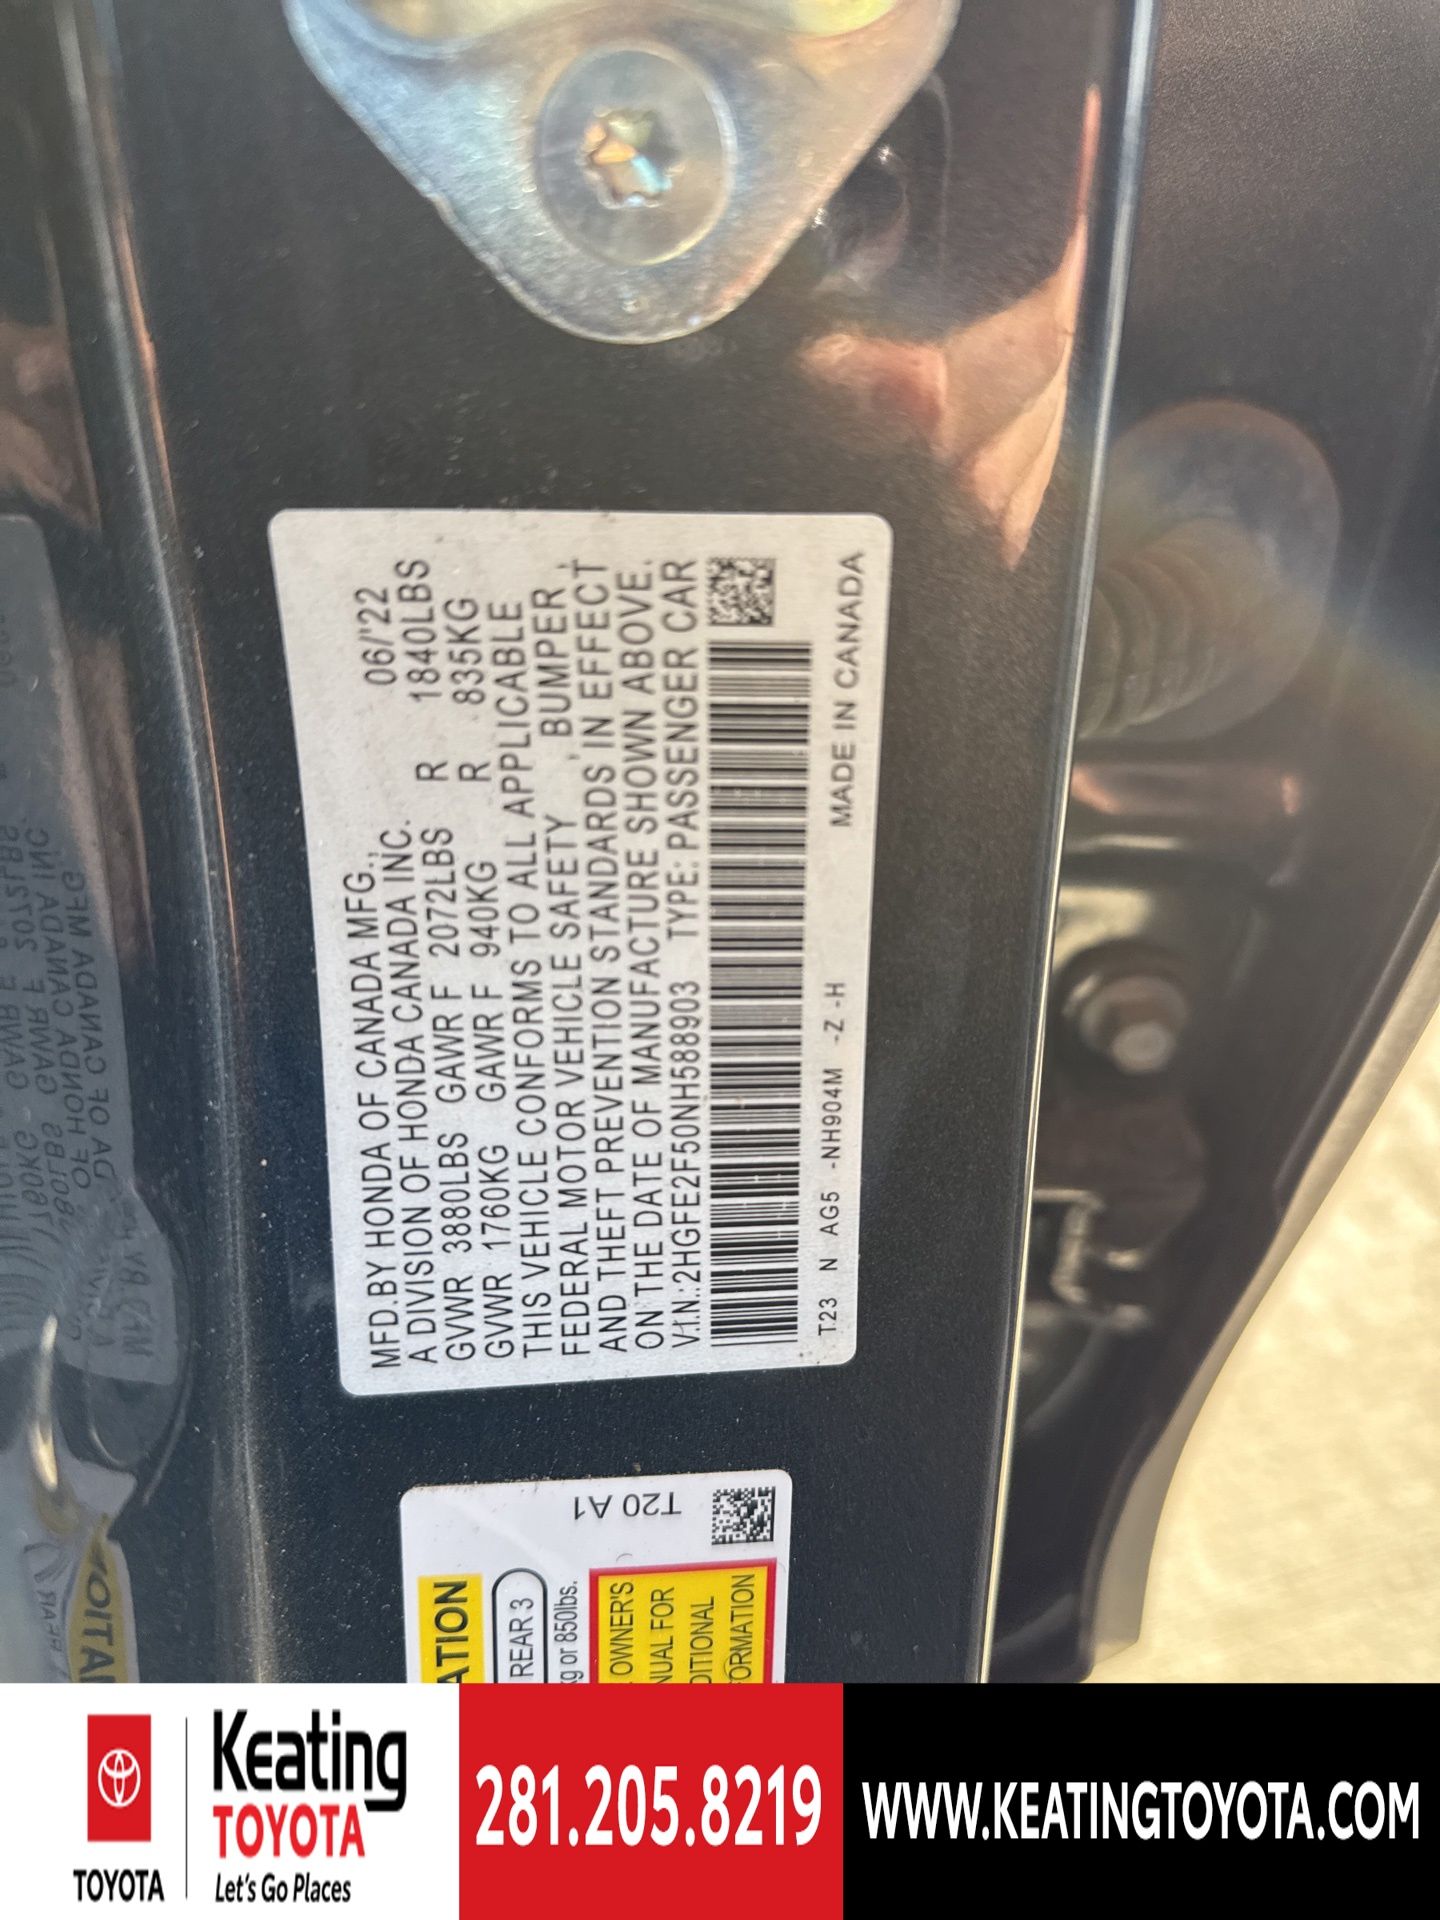 MFD.BY HONDA OF CANADA MFG., 06/'22
A DIVISION OF HONDA CANADA INC.
GVWR 3880LBS GAWR F 2072LBS R 1840LBS
GVWR 1760KG GAWR F 940KG R 835KG
THIS VEHICLE CONFORMS TO ALL APPLICABLE
FEDERAL MOTOR VEHICLE SAFETY , BUMPER ,
AND THEFT PREVENTION STANDARDS IN EFFECT
ON THE DATE OF MANUFACTURE SHOWN ABOVE.
V.I.N.:2HGFE2F50NH588903 TYPE: PASSENGER CAR
T23 N AG5 -NH904M -Z -H MADE IN CANADA
T20 A1
REAR 3
or 850lbs.
OWNER'S
FOR
TOYOTA
Keating
TOYOTA
Let's Go Places
281.205.8219
WWW.KEATINGTOYOTA.COM